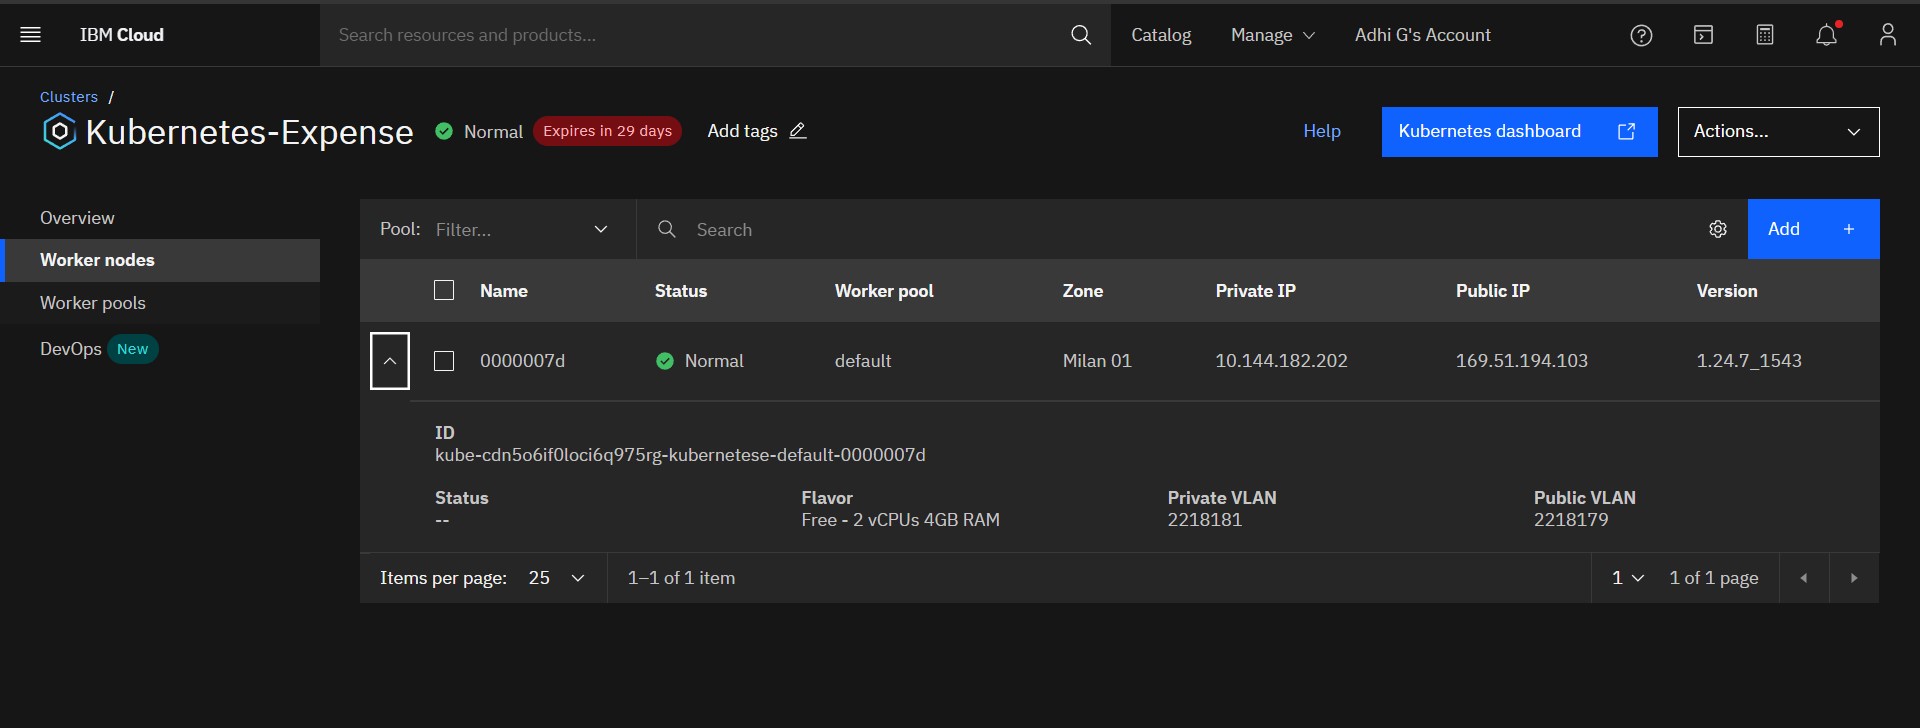 IBM Cloud
Search resources and products...
Catalog
Manage
Adhi G's Account
Clusters /
Kubernetes-Expense
Normal
Expires in 29 days
Add tags
Help
Kubernetes dashboard
Actions...
Overview
Worker nodes
Worker pools
DevOps New
Pool: Filter...
Search
Add +
Name Status Worker pool Zone Private IP Public IP Version
0000007d Normal default Milan 01 10.144.182.202 169.51.194.103 1.24.7_1543
ID
kube-cdn5o6if0loci6q975rg-kubernetese-default-0000007d
Status Flavor Private VLAN Public VLAN
-- Free - 2 vCPUs 4GB RAM 2218181 2218179
Items per page: 25 1–1 of 1 item 1 1 of 1 page